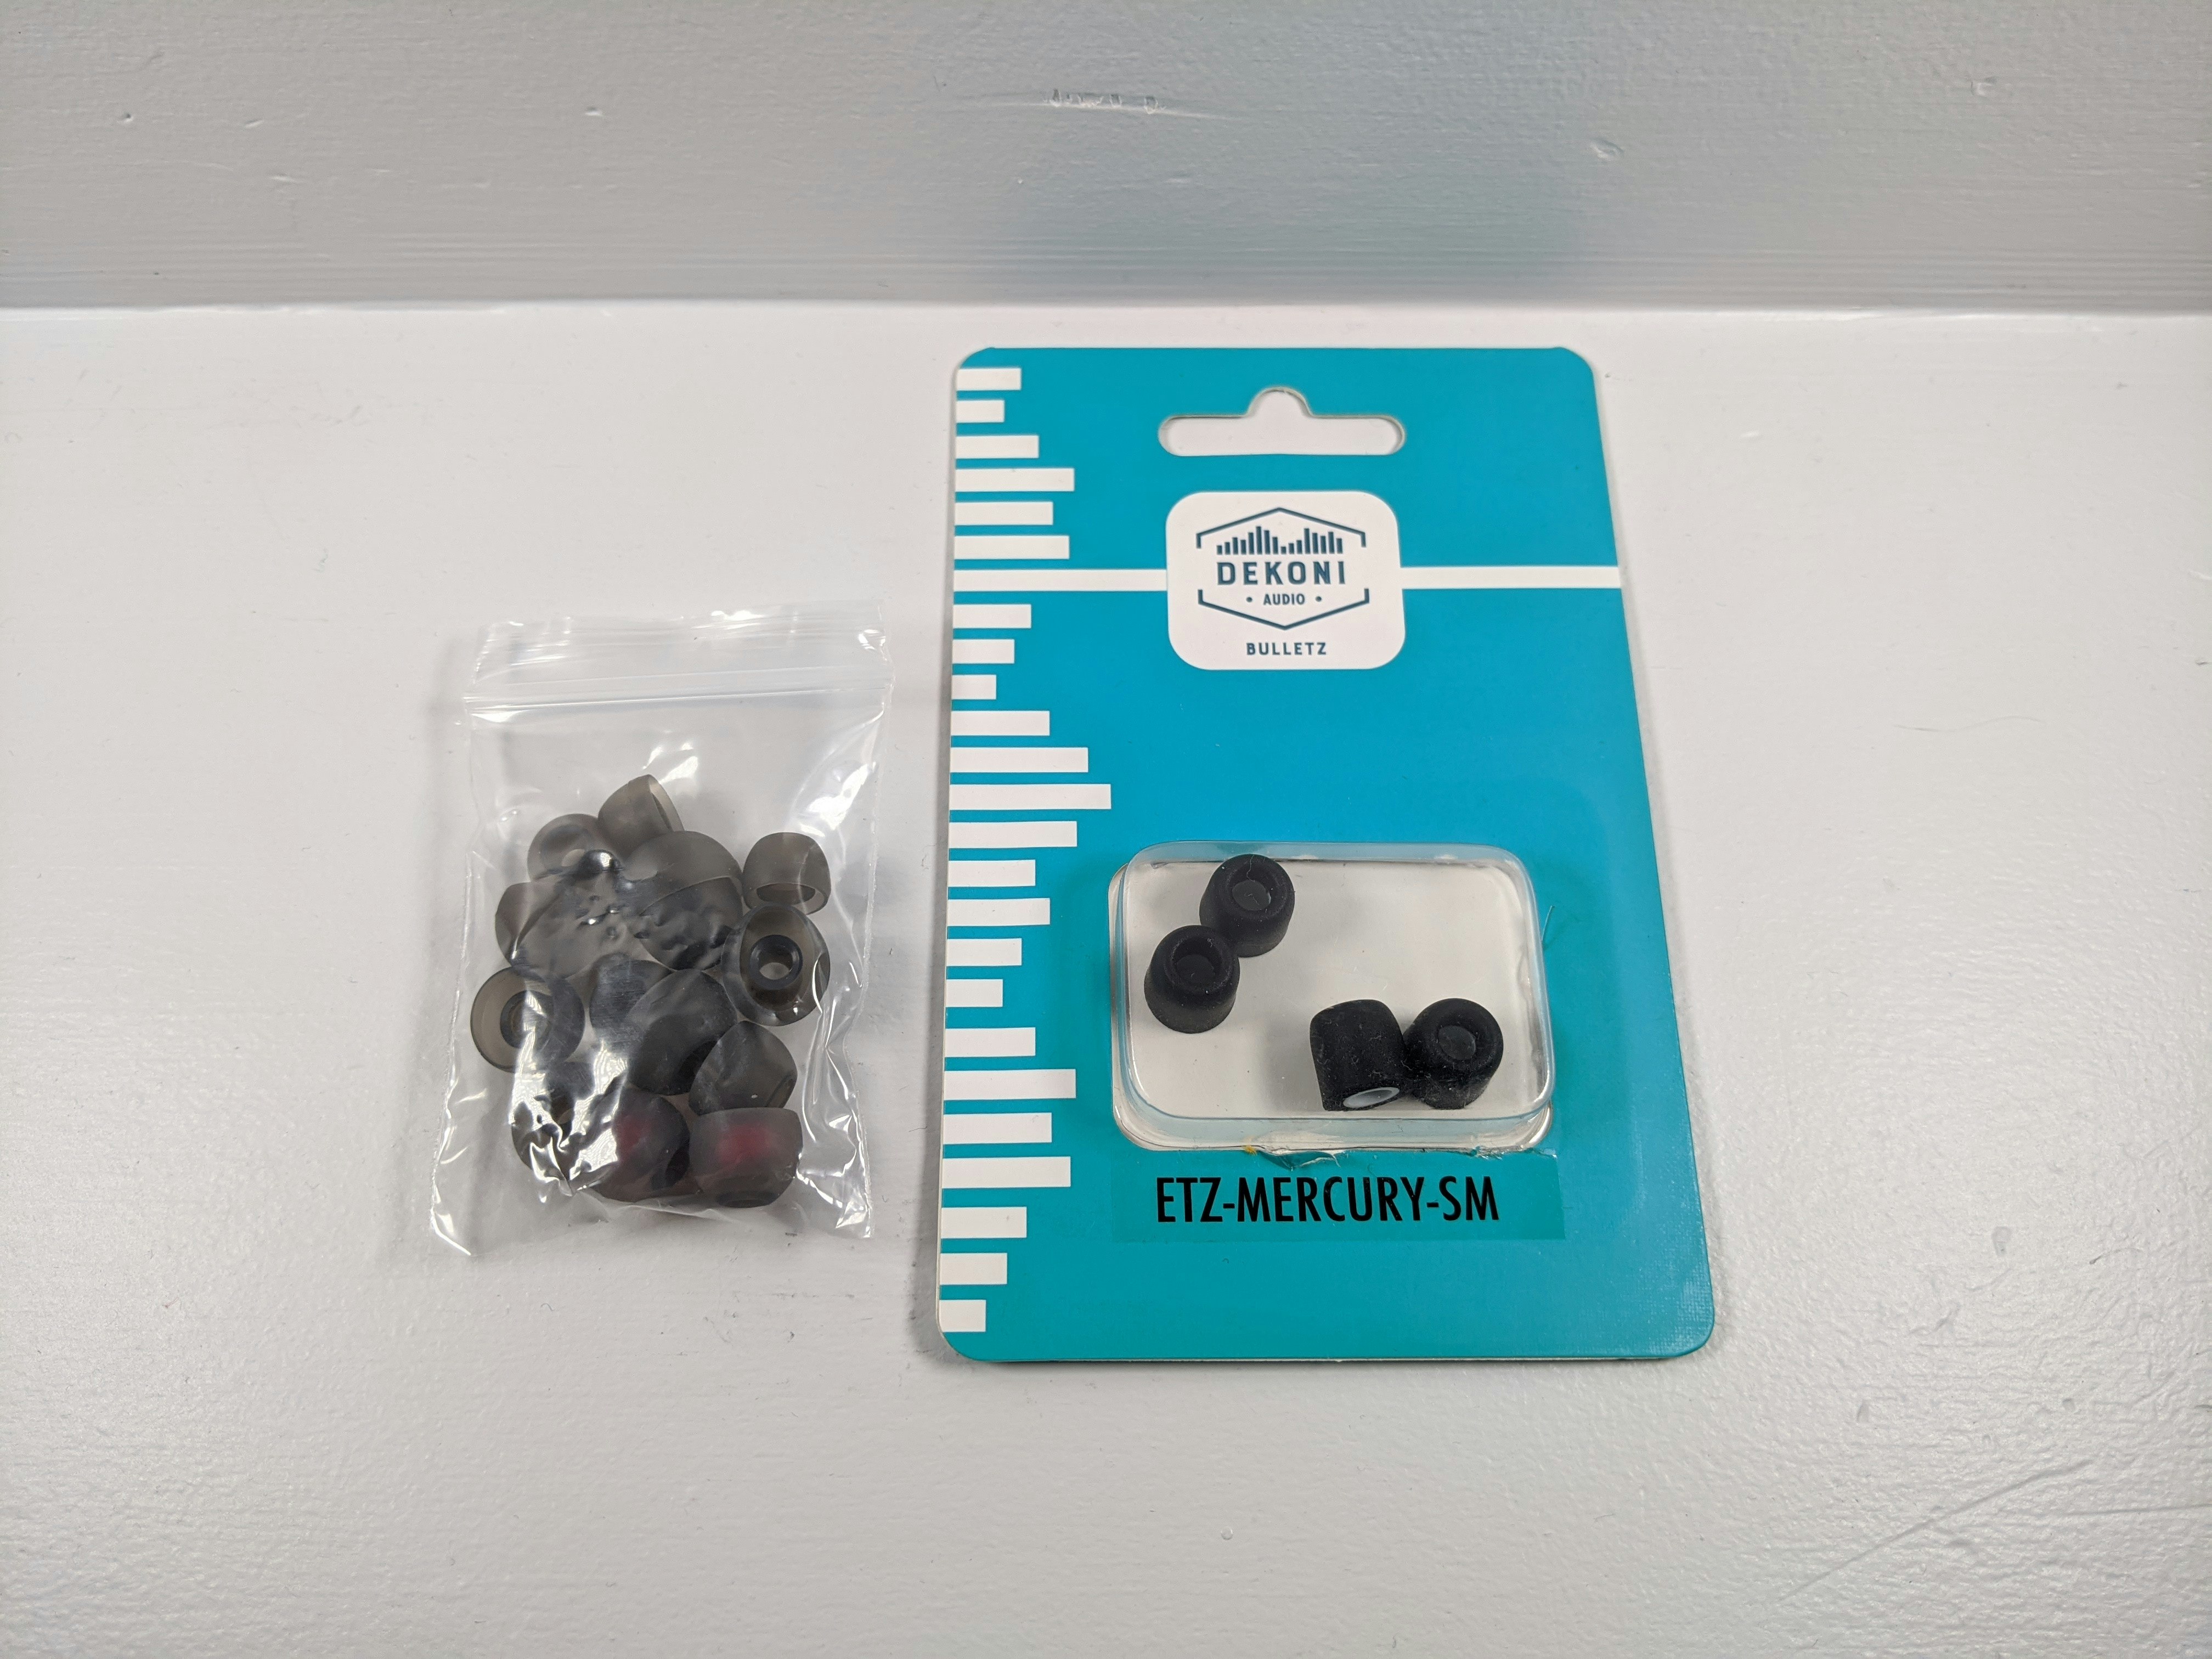 DEKONI
• AUDIO •
BULLETZ
ETZ-MERCURY-SM